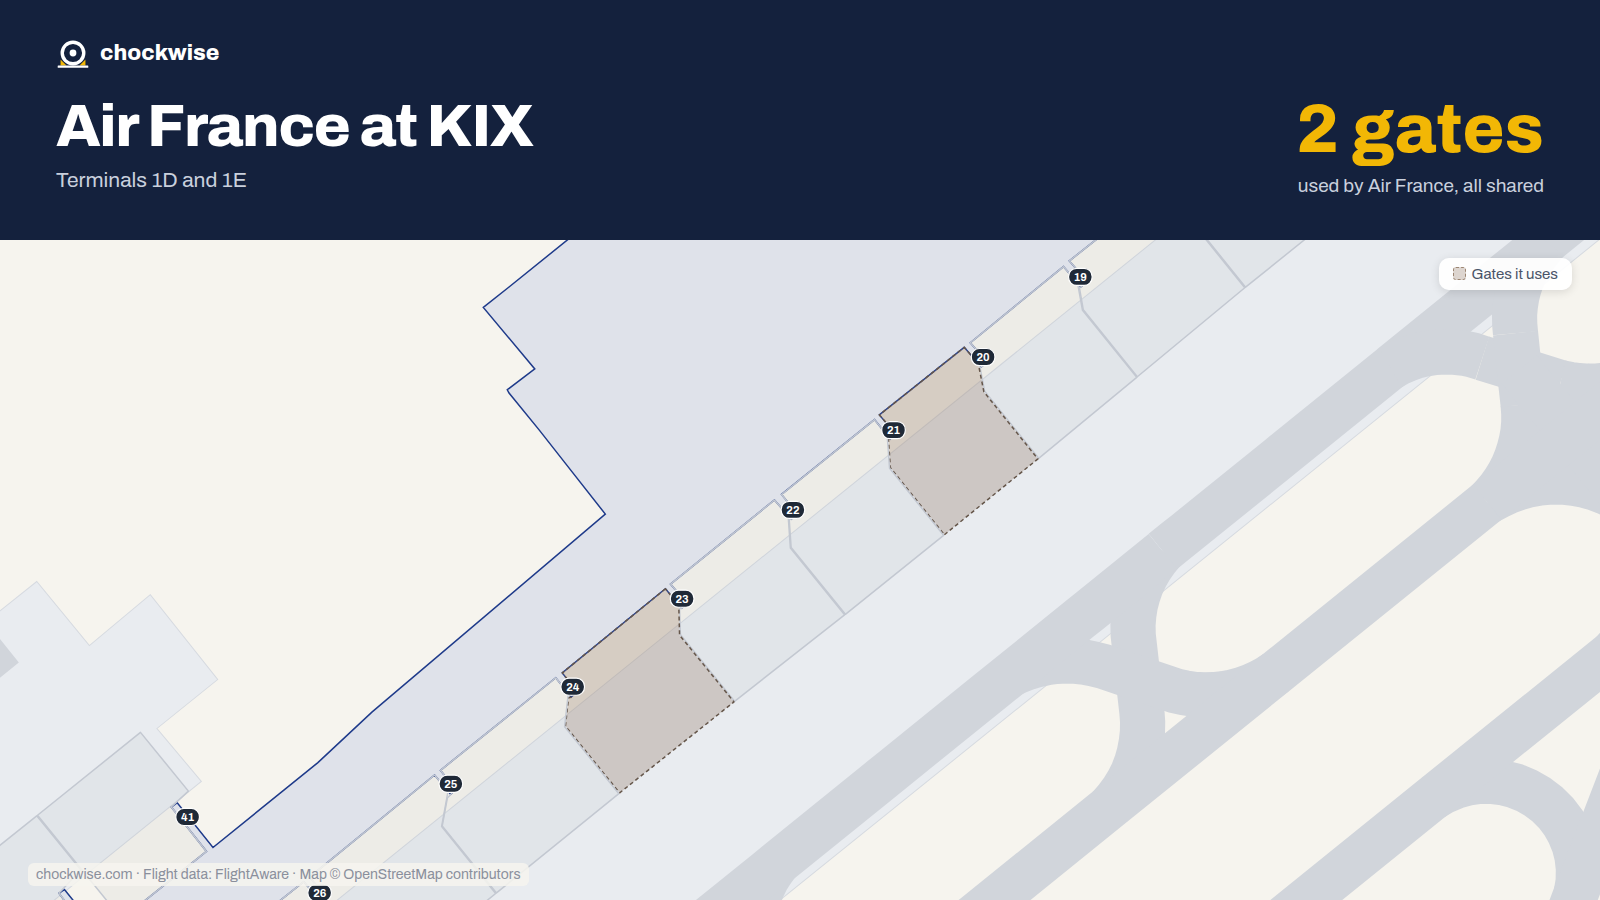 chockwise
Air France at KIX
Terminals 1D and 1E
2 gates
used by Air France, all shared
Gates it uses
19
20
21
22
23
24
25
41
26
chockwise.com · Flight data: FlightAware · Map © OpenStreetMap contributors